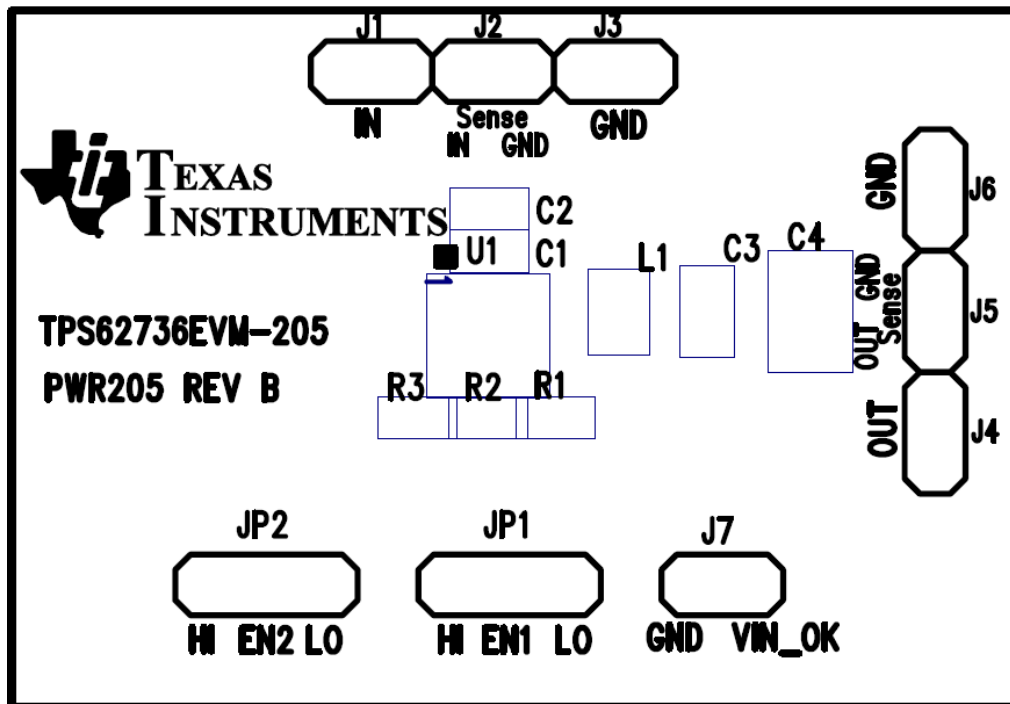 J1 J2 J3
IN Sense GND
IN GND
TEXAS
INSTRUMENTS
GND J6
C2
U1 C1
L1 C3 C4
1
OUT GND
Sense
J5
TPS62736EVM-205
PWR205 REV B
R3 R2 R1
OUT J4
JP2 JP1 J7
HI EN2 LO HI EN1 LO GND VIN_OK